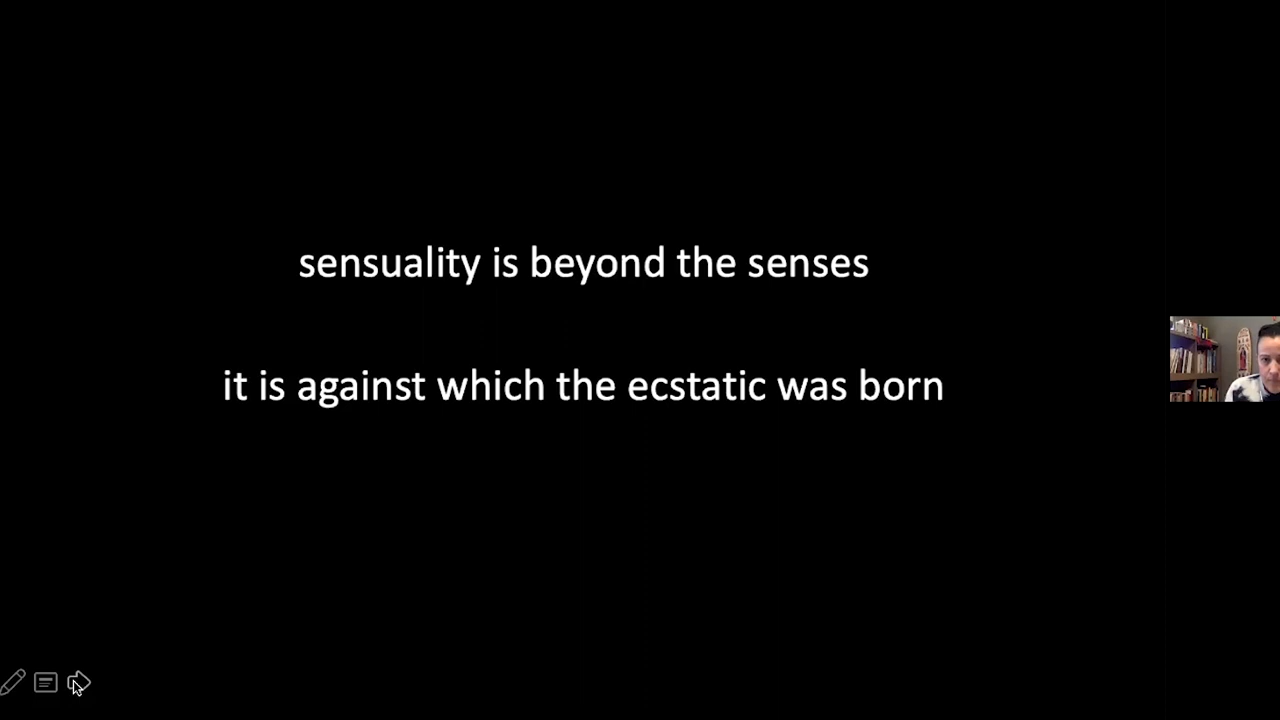 sensuality is beyond the senses
it is against which the ecstatic was born